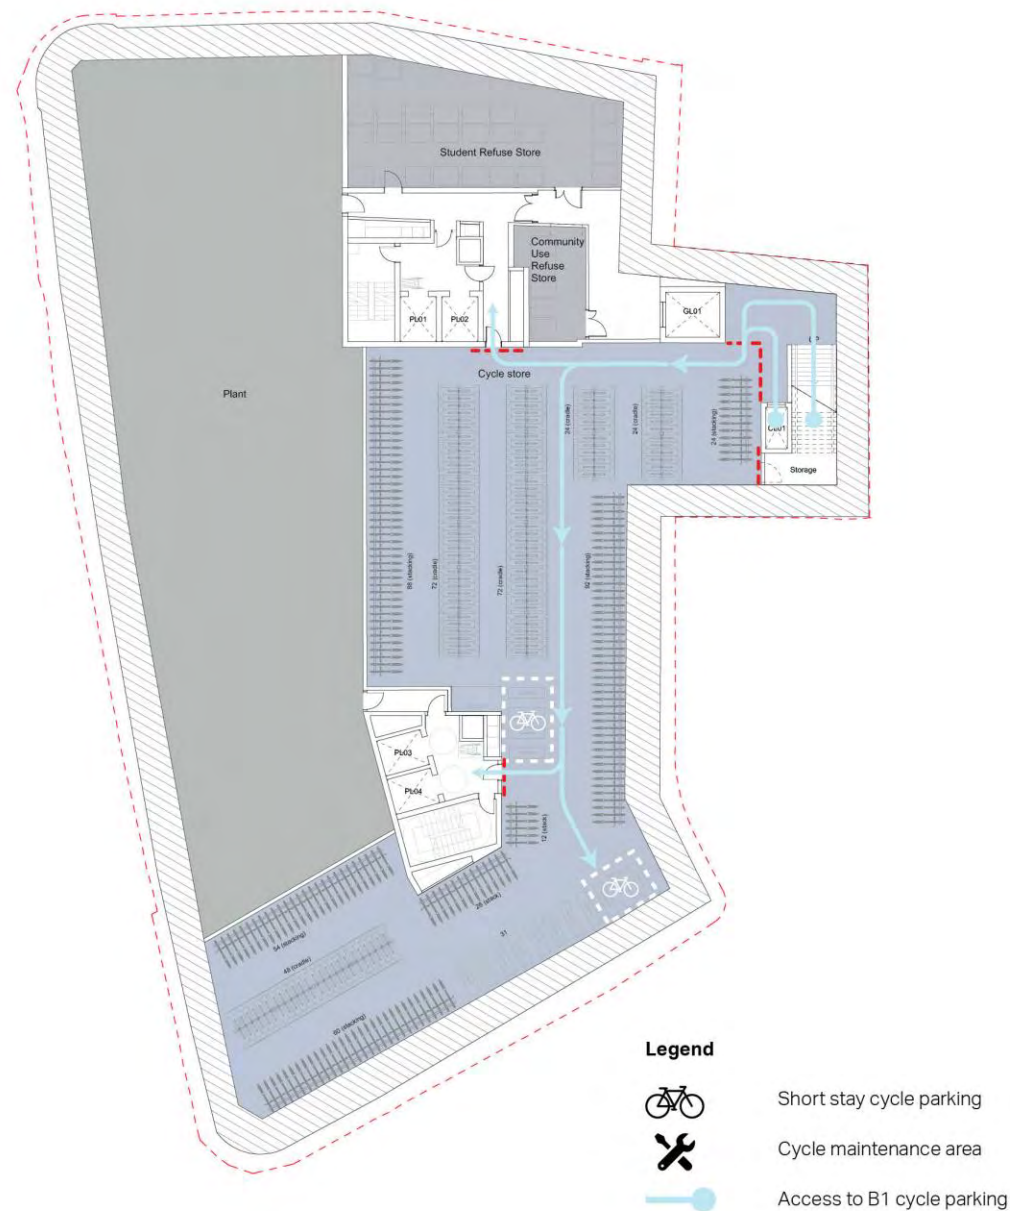 Student Refuse Store
Community
Use
Refuse
Store
PL01
PL02
GL01
UP
Cycle store
Plant
24 (cradle)
24 (cradle)
24 (stacking)
CL01
Storage
88 (stacking)
72 (cradle)
72 (cradle)
92 (stacking)
PL03
PL04
12 (stack)
26 (stack)
54 (stacking)
31
48 (cradle)
60 (stacking)
Legend
Short stay cycle parking
Cycle maintenance area
Access to B1 cycle parking